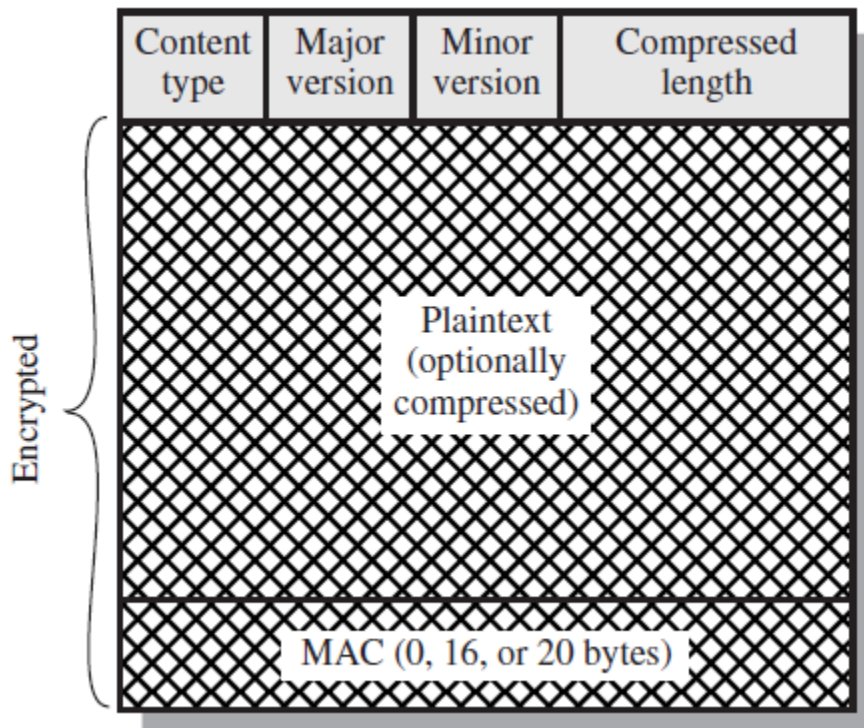 Content
type
Major
version
Minor
version
Compressed
length
Encrypted
Plaintext
(optionally
compressed)
MAC (0, 16, or 20 bytes)